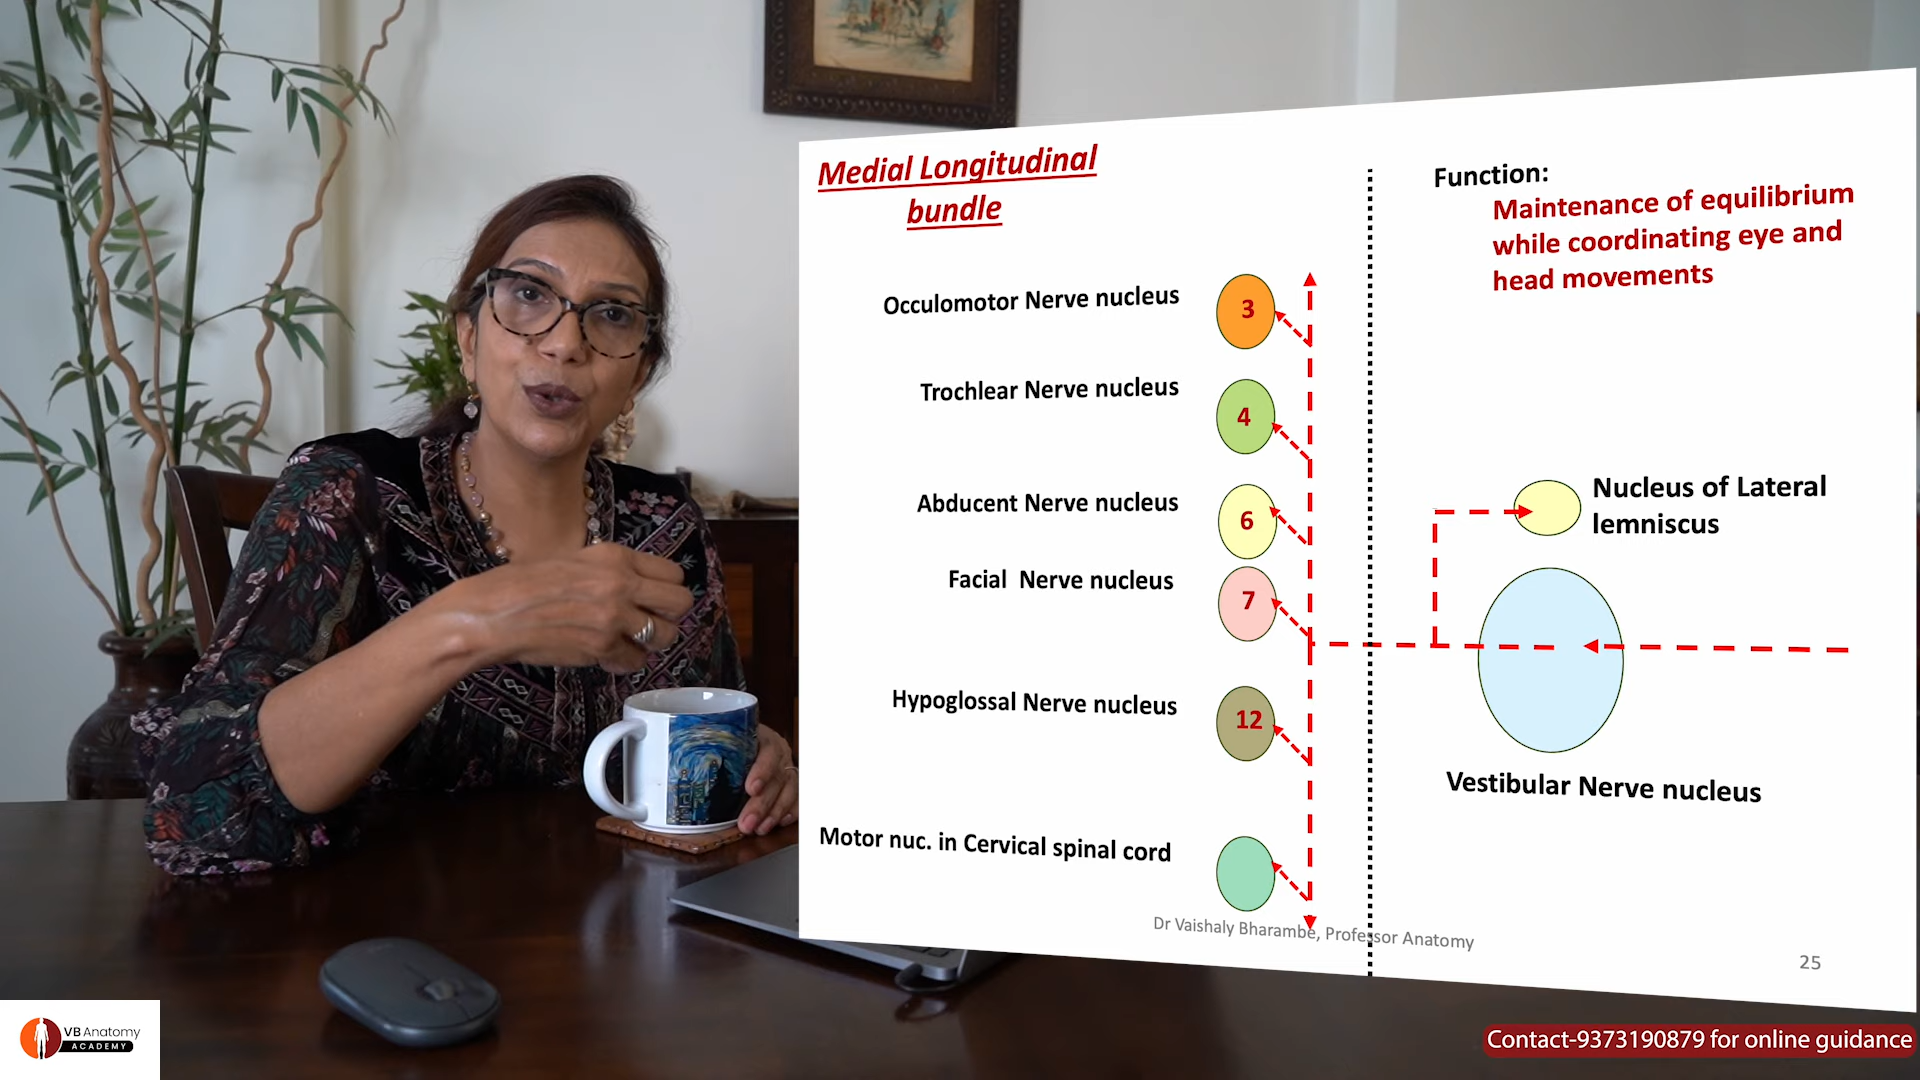 Medial Longitudinal
bundle
Function:
Maintenance of equilibrium
while coordinating eye and
head movements
Occulomotor Nerve nucleus
3
Trochlear Nerve nucleus
4
Abducent Nerve nucleus
6
Facial Nerve nucleus
7
Hypoglossal Nerve nucleus
12
Motor nuc. in Cervical spinal cord
Nucleus of Lateral
lemniscus
Vestibular Nerve nucleus
Dr Vaishaly Bharambe, Professor Anatomy
25
VB Anatomy
ACADEMY
Contact-9373190879 for online guidance